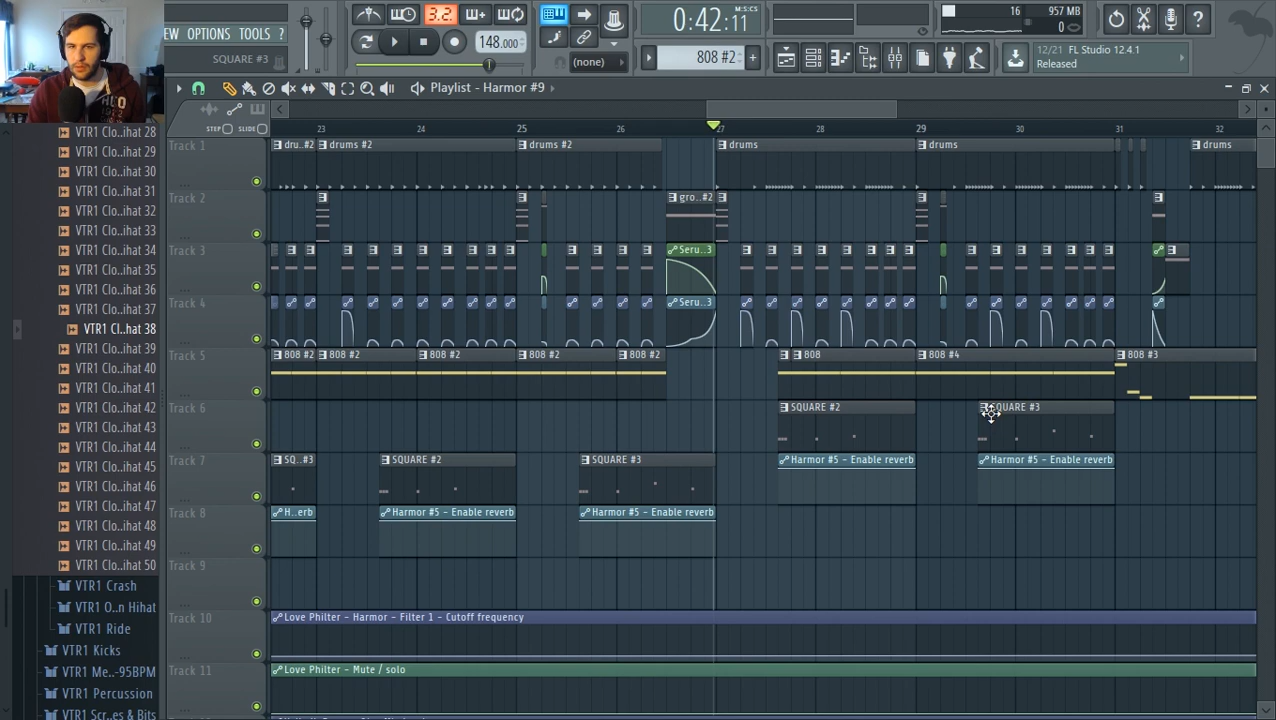 EW OPTIONS TOOLS ?
SQUARE #3
3.2
148.000
(none)
0:42:11
M:S:CS
808 #2
16
957 MB
0
12/21 FL Studio 12.4.1
Released
Playlist - Harmor #9
STEP
SLIDE
23 24 25 26 27 28 29 30 31 32
VTR1 Clo..ihat 28
VTR1 Clo..ihat 29
VTR1 Clo..ihat 30
VTR1 Clo..ihat 31
VTR1 Clo..ihat 32
VTR1 Clo..ihat 33
VTR1 Clo..ihat 34
VTR1 Clo..ihat 35
VTR1 Clo..ihat 36
VTR1 Clo..ihat 37
VTR1 Cl..hat 38
VTR1 Clo..ihat 39
VTR1 Clo..ihat 40
VTR1 Clo..ihat 41
VTR1 Clo..ihat 42
VTR1 Clo..ihat 43
VTR1 Clo..ihat 44
VTR1 Clo..ihat 45
VTR1 Clo..ihat 46
VTR1 Clo..ihat 47
VTR1 Clo..ihat 48
VTR1 Clo..ihat 49
VTR1 Clo..ihat 50
VTR1 Crash
VTR1 O..n Hihat
VTR1 Ride
VTR1 Kicks
VTR1 Me..-95BPM
VTR1 Percussion
VTR1 Scr..es & Bits
Track 1
dru..#2 drums #2 drums #2 drums drums drums
Track 2
gro..#2
Track 3
Seru..3
Track 4
Seru..3
Track 5
808 #2 808 #2 808 #2 808 #2 808 #2 808 808 #4 808 #3
Track 6
SQUARE #2 SQUARE #3
Track 7
SQ..#3 SQUARE #2 SQUARE #3 Harmor #5 - Enable reverb Harmor #5 - Enable reverb
Track 8
H..erb Harmor #5 - Enable reverb Harmor #5 - Enable reverb
Track 9
Track 10
Love Philter - Harmor - Filter 1 - Cutoff frequency
Track 11
Love Philter - Mute / solo